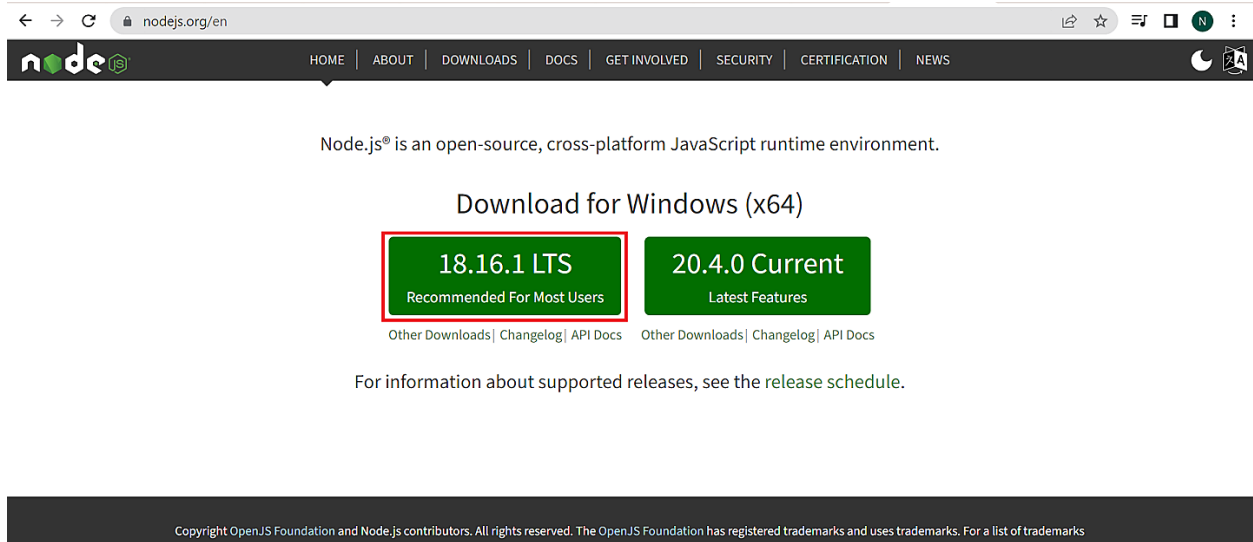 nodejs.org/en
N
node JS
HOME | ABOUT | DOWNLOADS | DOCS | GET INVOLVED | SECURITY | CERTIFICATION | NEWS
Node.js® is an open-source, cross-platform JavaScript runtime environment.
Download for Windows (x64)
18.16.1 LTS
Recommended For Most Users
20.4.0 Current
Latest Features
Other Downloads| Changelog| API Docs
Other Downloads| Changelog| API Docs
For information about supported releases, see the release schedule.
Copyright OpenJS Foundation and Node.js contributors. All rights reserved. The OpenJS Foundation has registered trademarks and uses trademarks. For a list of trademarks